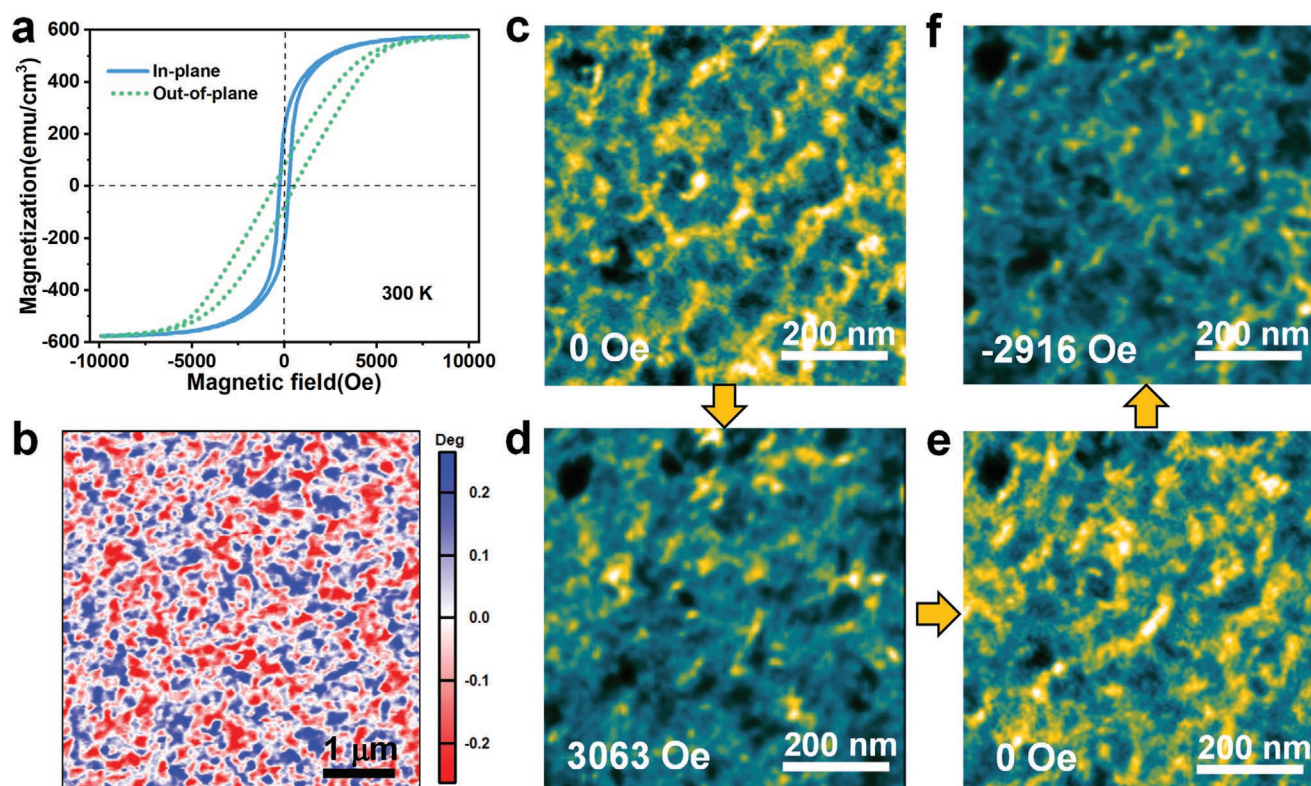 a
600
400
200
0
-200
-400
-600
Magnetization(emu/cm³)
In-plane
Out-of-plane
300 K
-10000 -5000 0 5000 10000
Magnetic field(Oe)
b
Deg
0.2
0.1
0.0
-0.1
-0.2
1 µm
c
0 Oe
200 nm
d
3063 Oe
200 nm
f
-2916 Oe
200 nm
e
0 Oe
200 nm